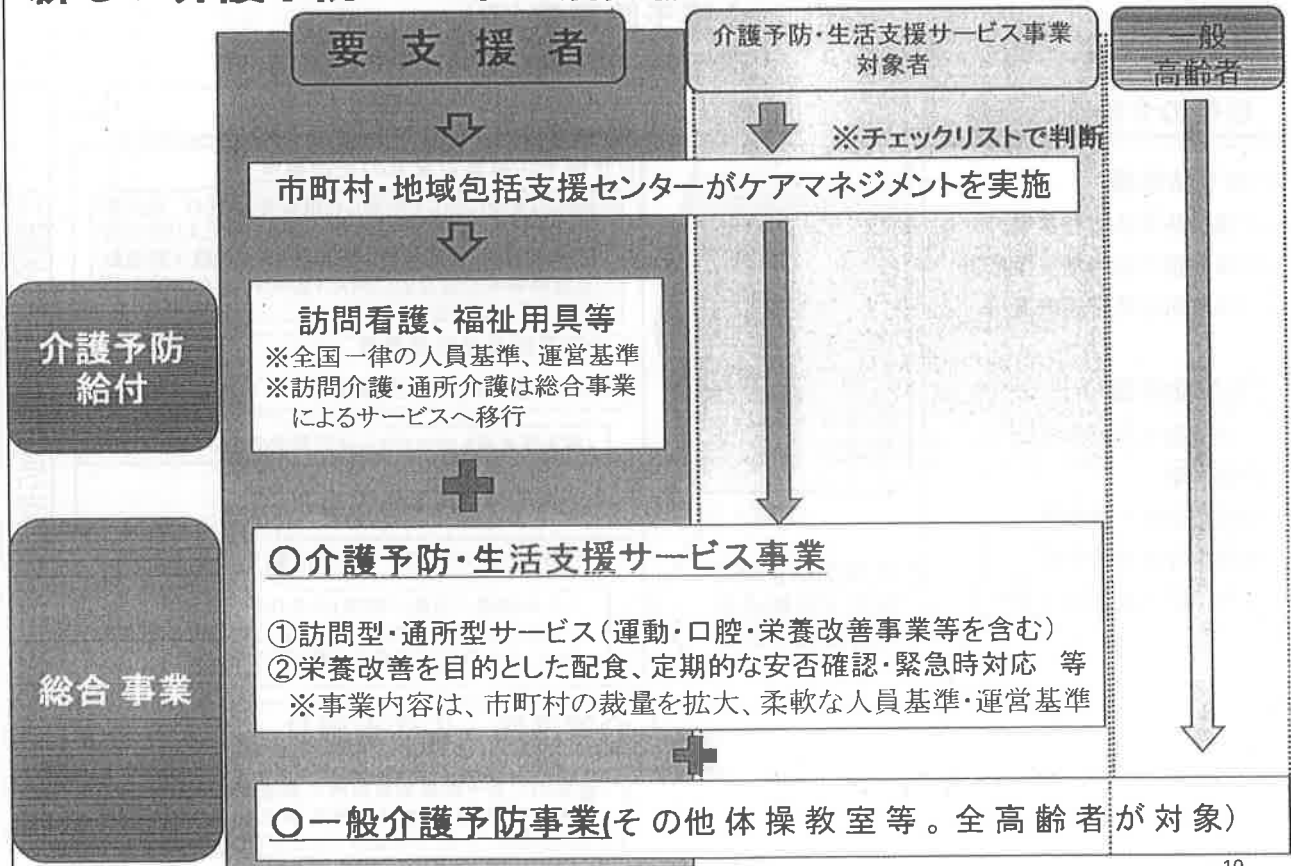 要支援者
介護予防・生活支援サービス事業
対象者
一般
高齢者
※チェックリストで判断
市町村・地域包括支援センターがケアマネジメントを実施
介護予防
給付
訪問看護、福祉用具等
※全国一律の人員基準、運営基準
※訪問介護・通所介護は総合事業
によるサービスへ移行
総合事業
○介護予防・生活支援サービス事業
①訪問型・通所型サービス(運動・口腔・栄養改善事業等を含む)
②栄養改善を目的とした配食、定期的な安否確認・緊急時対応 等
※事業内容は、市町村の裁量を拡大、柔軟な人員基準・運営基準
○一般介護予防事業(その他体操教室等。全高齢者が対象)